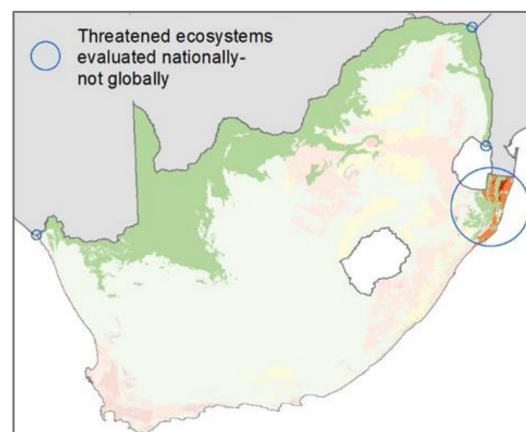 Threatened ecosystems
evaluated nationally-
not globally